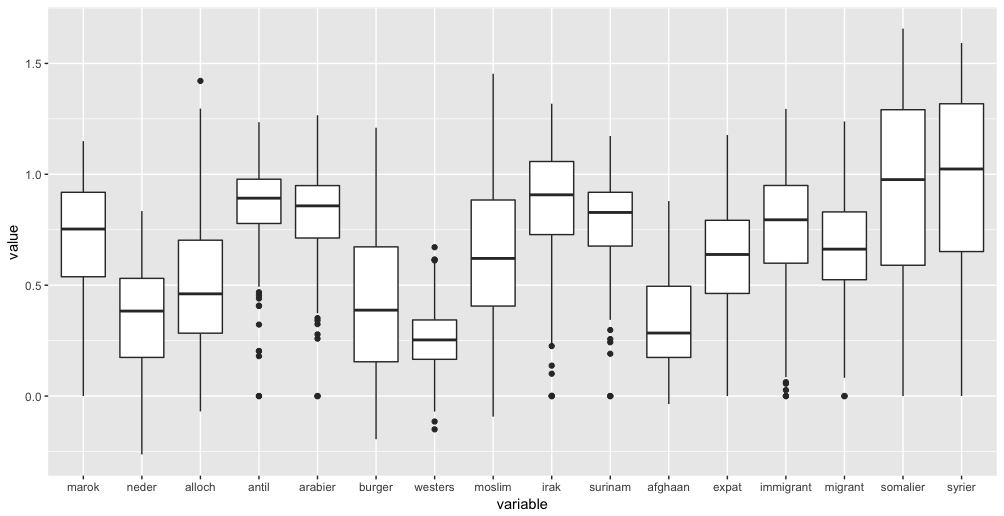 value
1.5
1.0
0.5
0.0
marok neder alloch antil arabier burger westers moslim irak surinam afghaan expat immigrant migrant somalier syrier
variable